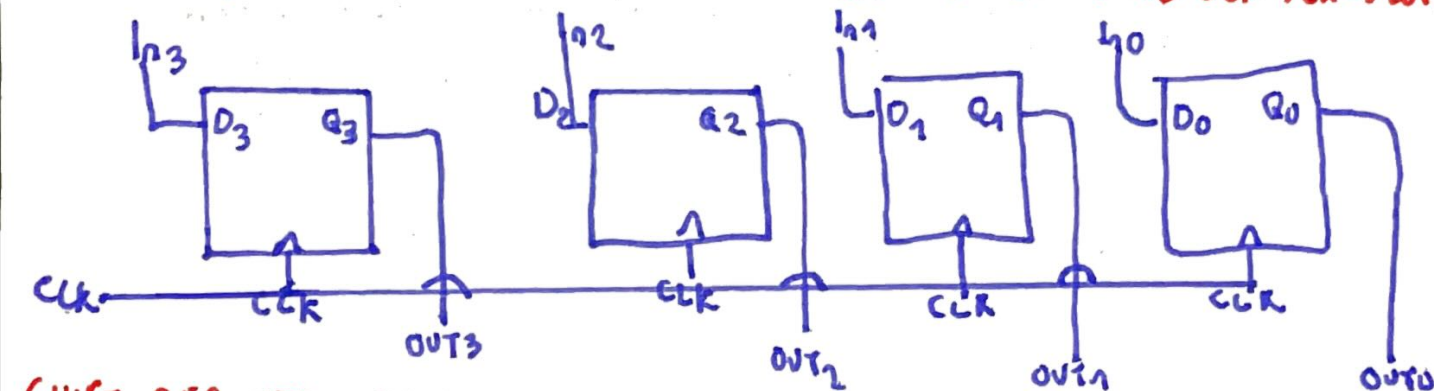 In3 In2 In1 In0
D3 Q3 D2 Q2 D1 Q1 D0 Q0
CLK CLK CLK CLK CLK
OUT3 OUT2 OUT1 OUT0